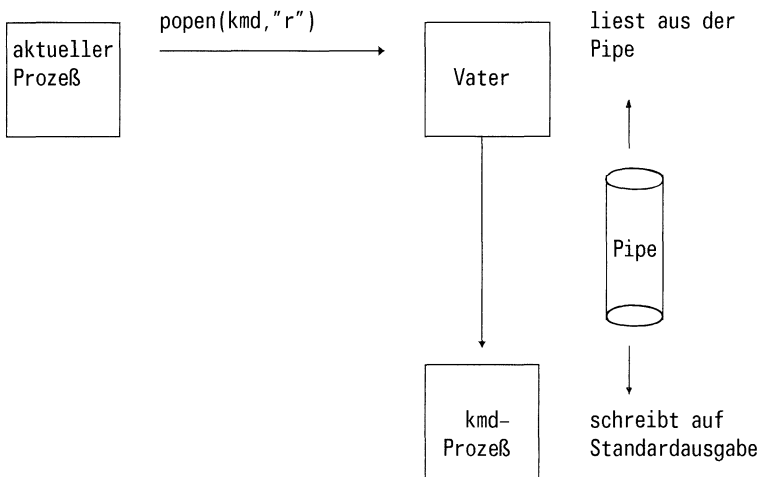 popen(kmd,"r")
aktueller
Prozeß
Vater
liest aus der
Pipe
Pipe
kmd-
Prozeß
schreibt auf
Standardausgabe